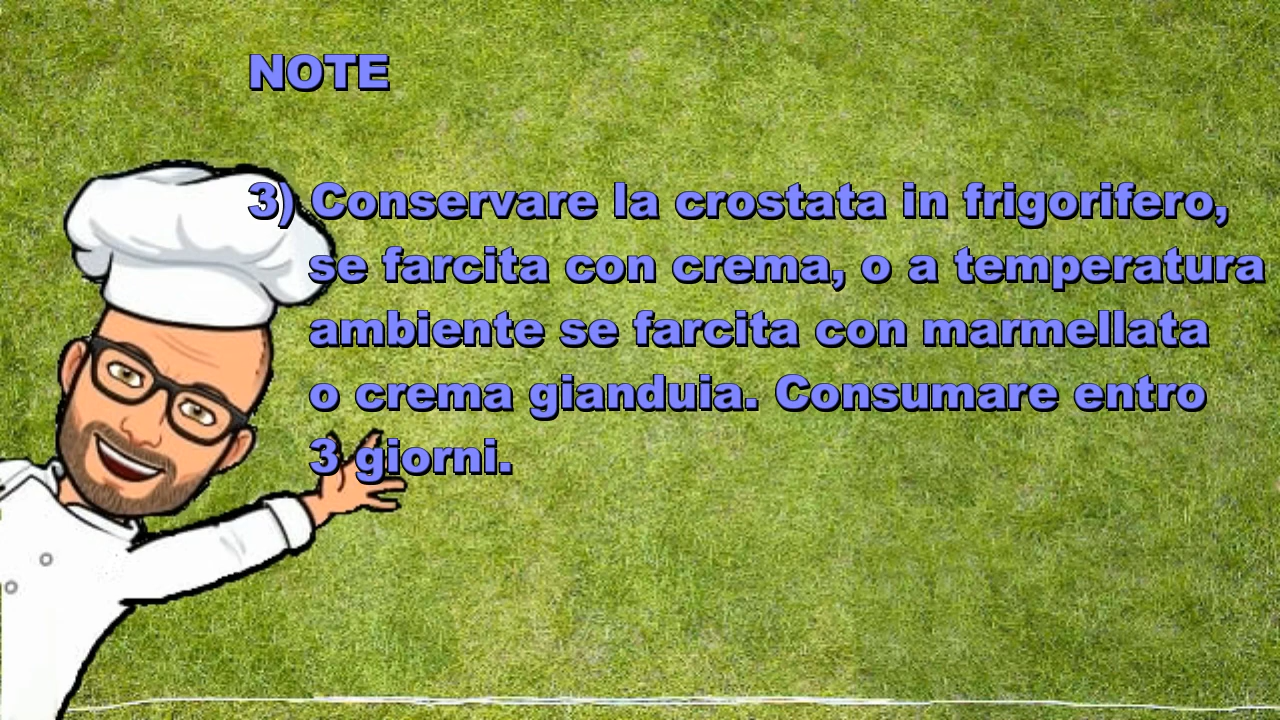 NOTE
3) Conservare la crostata in frigorifero,
se farcita con crema, o a temperatura
ambiente se farcita con marmellata
o crema gianduia. Consumare entro
3 giorni.